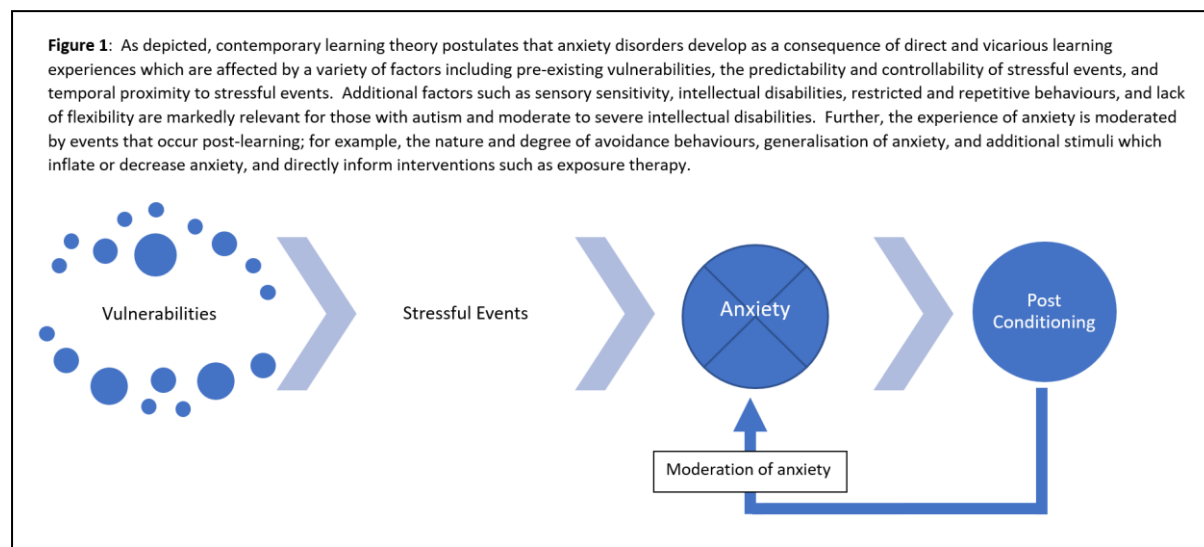 Figure 1: As depicted, contemporary learning theory postulates that anxiety disorders develop as a consequence of direct and vicarious learning
experiences which are affected by a variety of factors including pre-existing vulnerabilities, the predictability and controllability of stressful events, and
temporal proximity to stressful events. Additional factors such as sensory sensitivity, intellectual disabilities, restricted and repetitive behaviours, and lack
of flexibility are markedly relevant for those with autism and moderate to severe intellectual disabilities. Further, the experience of anxiety is moderated
by events that occur post-learning; for example, the nature and degree of avoidance behaviours, generalisation of anxiety, and additional stimuli which
inflate or decrease anxiety, and directly inform interventions such as exposure therapy.
Vulnerabilities
Stressful Events
Anxiety
Post
Conditioning
Moderation of anxiety